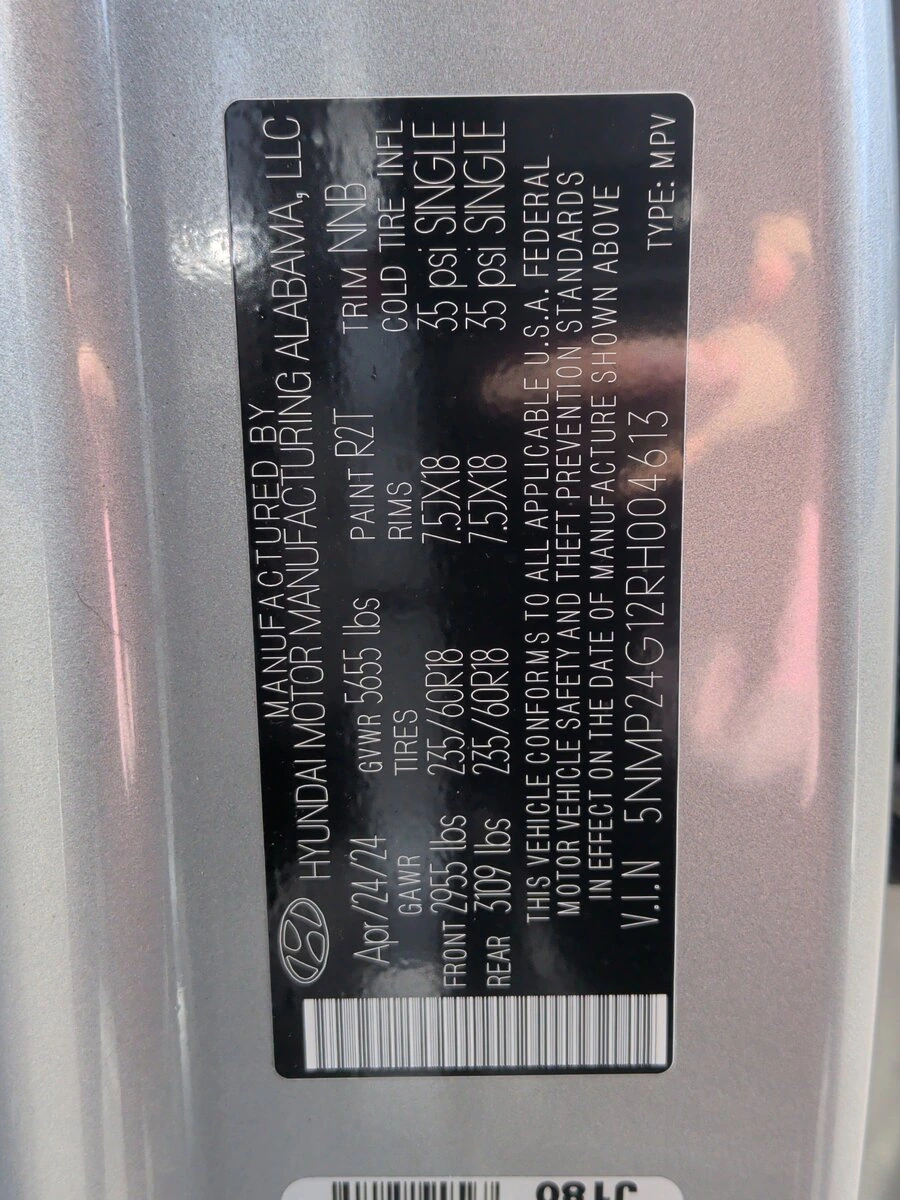 MANUFACTURED BY
HYUNDAI MOTOR MANUFACTURING ALABAMA, LLC
Apr/24/24 GVWR 5655 lbs PAINT R2T TRIM NNB
GAWR TIRES RIMS COLD TIRE INFL
FRONT 2955 lbs 235/60R18 7.5JX18 35 psi SINGLE
REAR 3109 lbs 235/60R18 7.5JX18 35 psi SINGLE
THIS VEHICLE CONFORMS TO ALL APPLICABLE U.S.A. FEDERAL
MOTOR VEHICLE SAFETY AND THEFT PREVENTION STANDARDS
IN EFFECT ON THE DATE OF MANUFACTURE SHOWN ABOVE
V.I.N 5NMP24G12RH004613 TYPE: MPV
J180